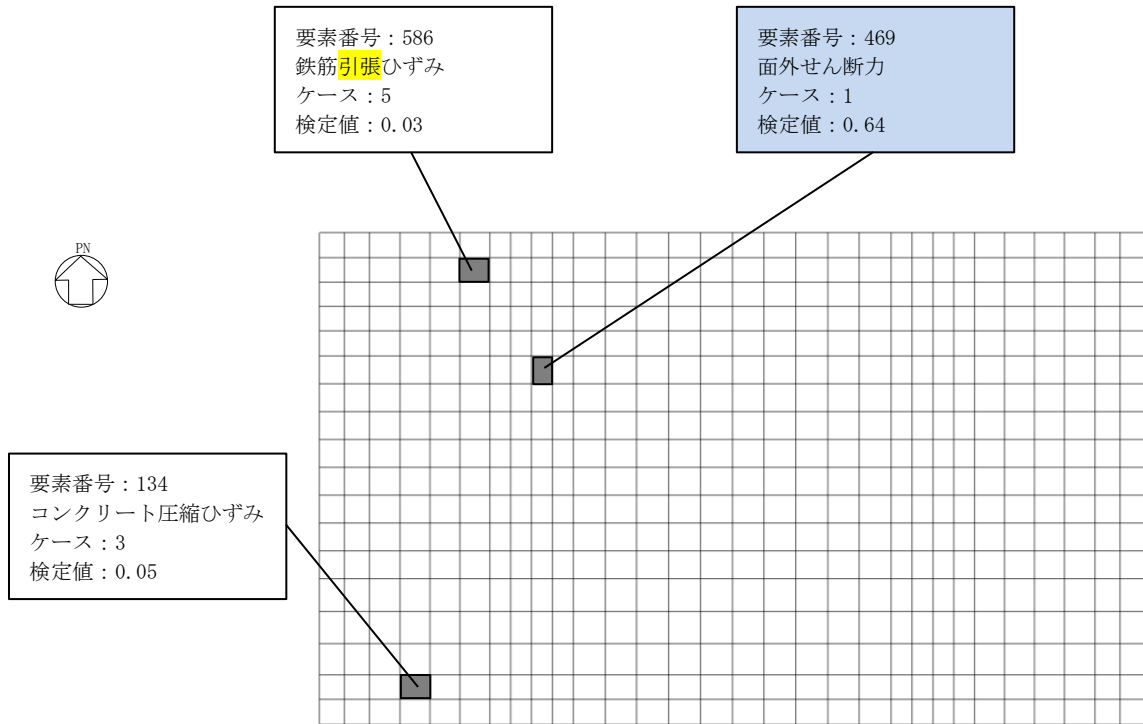 要素番号：586
鉄筋引張ひずみ
ケース：5
検定値：0.03
要素番号：469
面外せん断力
ケース：1
検定値：0.64
PN
要素番号：134
コンクリート圧縮ひずみ
ケース：3
検定値：0.05